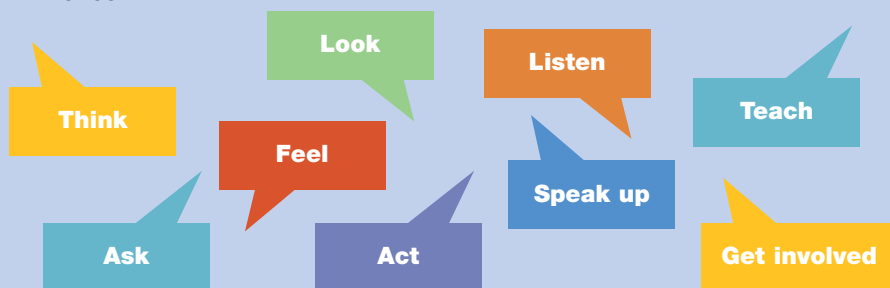 Look
Listen
Think
Teach
Feel
Speak up
Ask
Act
Get involved